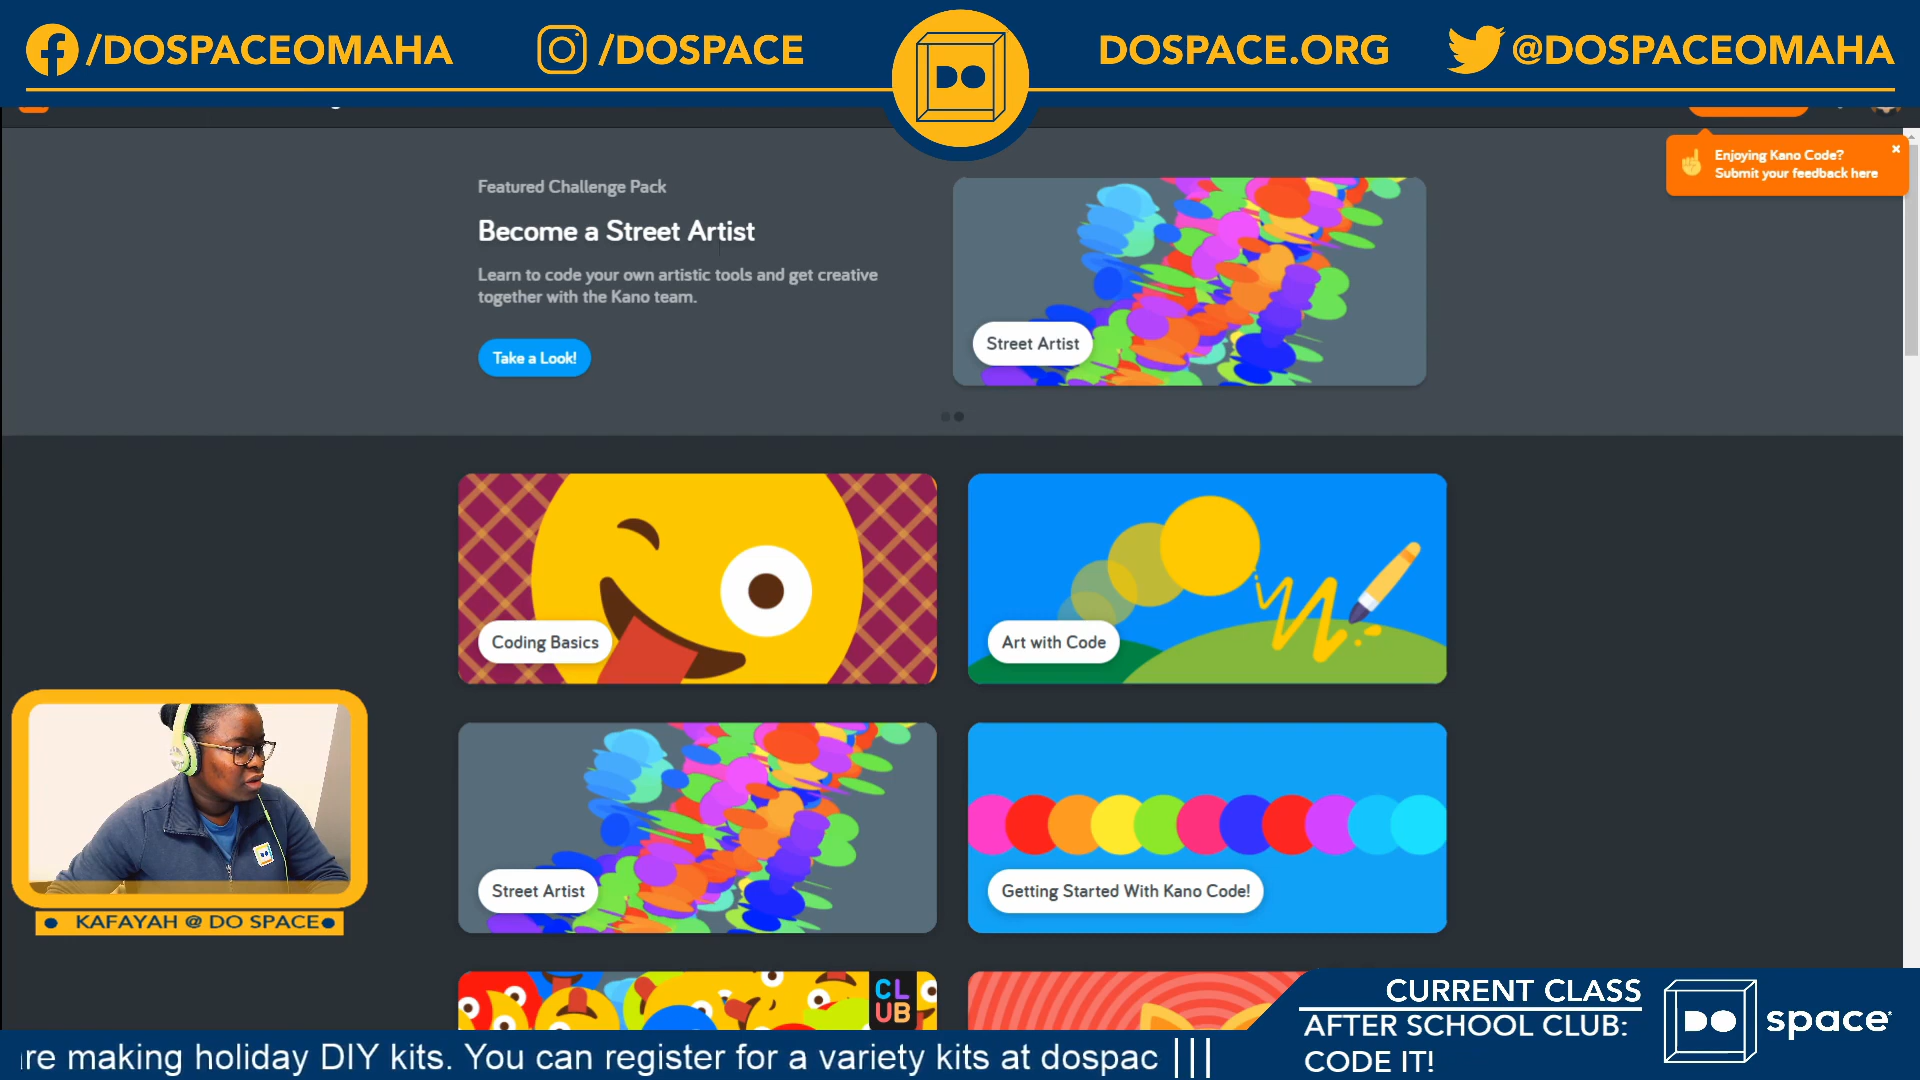 /DOSPACEOMAHA
/DOSPACE
DO
DOSPACE.ORG
@DOSPACEOMAHA
Enjoying Kano Code?
Submit your feedback here
Featured Challenge Pack
Become a Street Artist
Learn to code your own artistic tools and get creative
together with the Kano team.
Take a Look!
Street Artist
Coding Basics
Art with Code
Street Artist
Getting Started With Kano Code!
CL
UB
DO
KAFAYAH @ DO SPACE
CURRENT CLASS
AFTER SCHOOL CLUB:
CODE IT!
DO space
re making holiday DIY kits. You can register for a variety kits at dospac |||